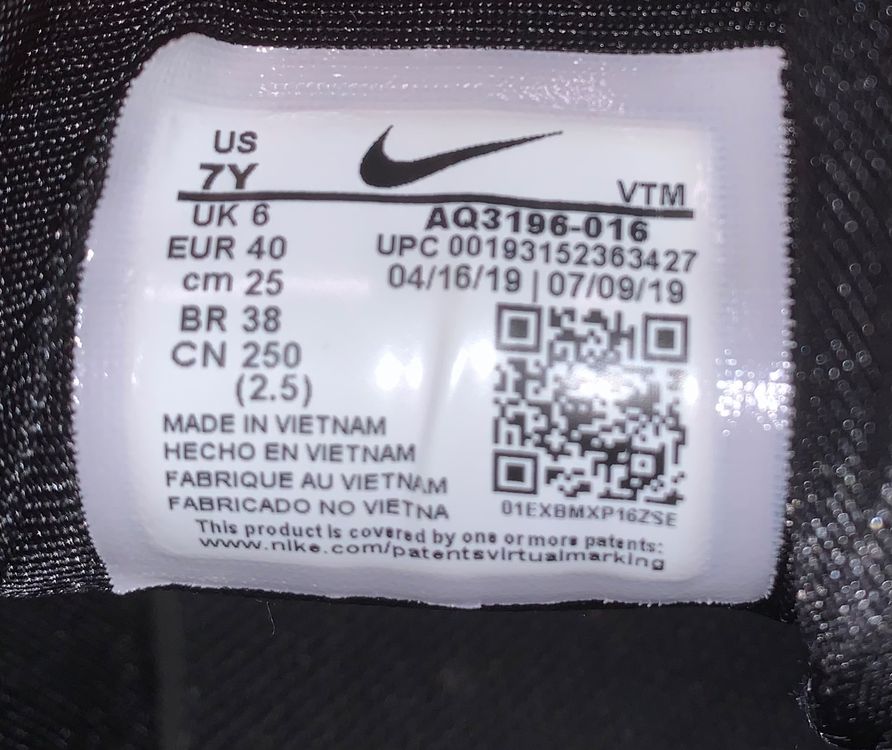 US
7Y
VTM
UK 6
AQ3196-016
EUR 40
UPC 00193152363427
cm 25
04/16/19 | 07/09/19
BR 38
CN 250
(2.5)
MADE IN VIETNAM
HECHO EN VIETNAM
FABRIQUE AU VIETNAM
FABRICADO NO VIETNA
01EXBMXP16ZSE
This product is covered by one or more patents:
www.nike.com/patentsvirtualmarking